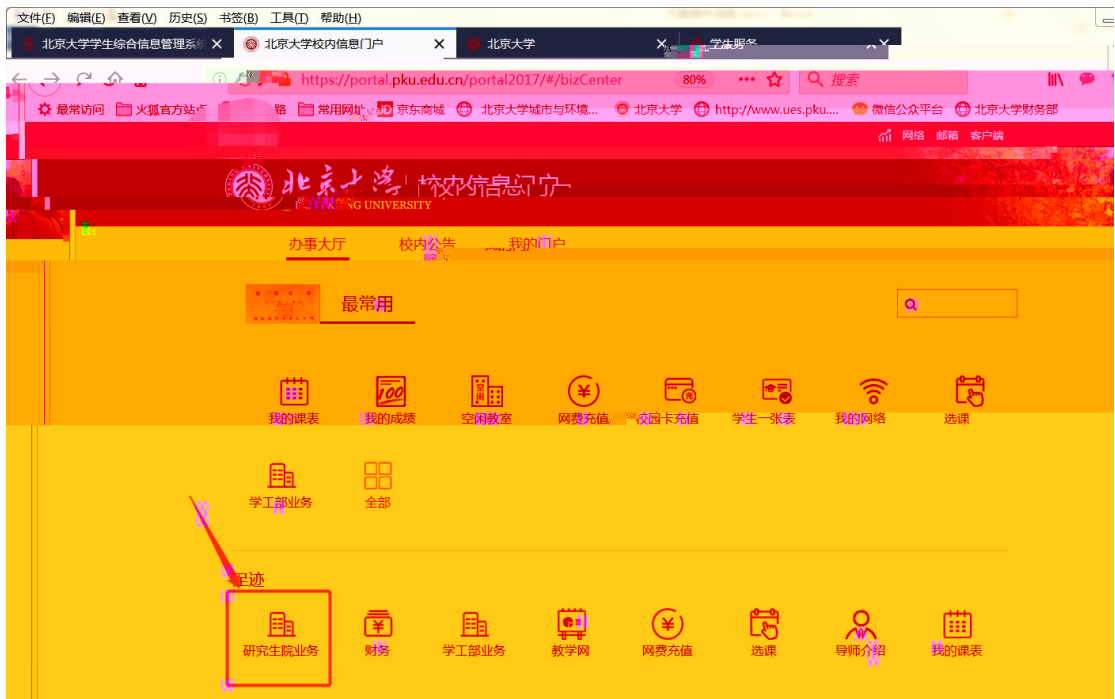 文件(F) 编辑(E) 查看(V) 历史(S) 书签(B) 工具(T) 帮助(H)
北京大学学生综合信息管理系统 北京大学校内信息门户 北京大学 学生服务
https://portal.pku.edu.cn/portal2017/#/bizCenter 80% 搜索
最常访问 火狐官方站点 路 常用网址 JD 京东商城 北京大学城市与环境... 北京大学 http://www.ues.pku.... 微信公众平台 北京大学财务部
网络 邮箱 客户端
北京大学 校内信息门户
NG UNIVERSITY
办事大厅 校内公告 我的门户
最常用
我的课表 我的成绩 空闲教室 网费充值 校园卡充值 学生一张表 我的网络 选课
学工部业务 全部
足迹
研究生院业务 财务 学工部业务 教学网 网费充值 选课 导师介绍 我的课表